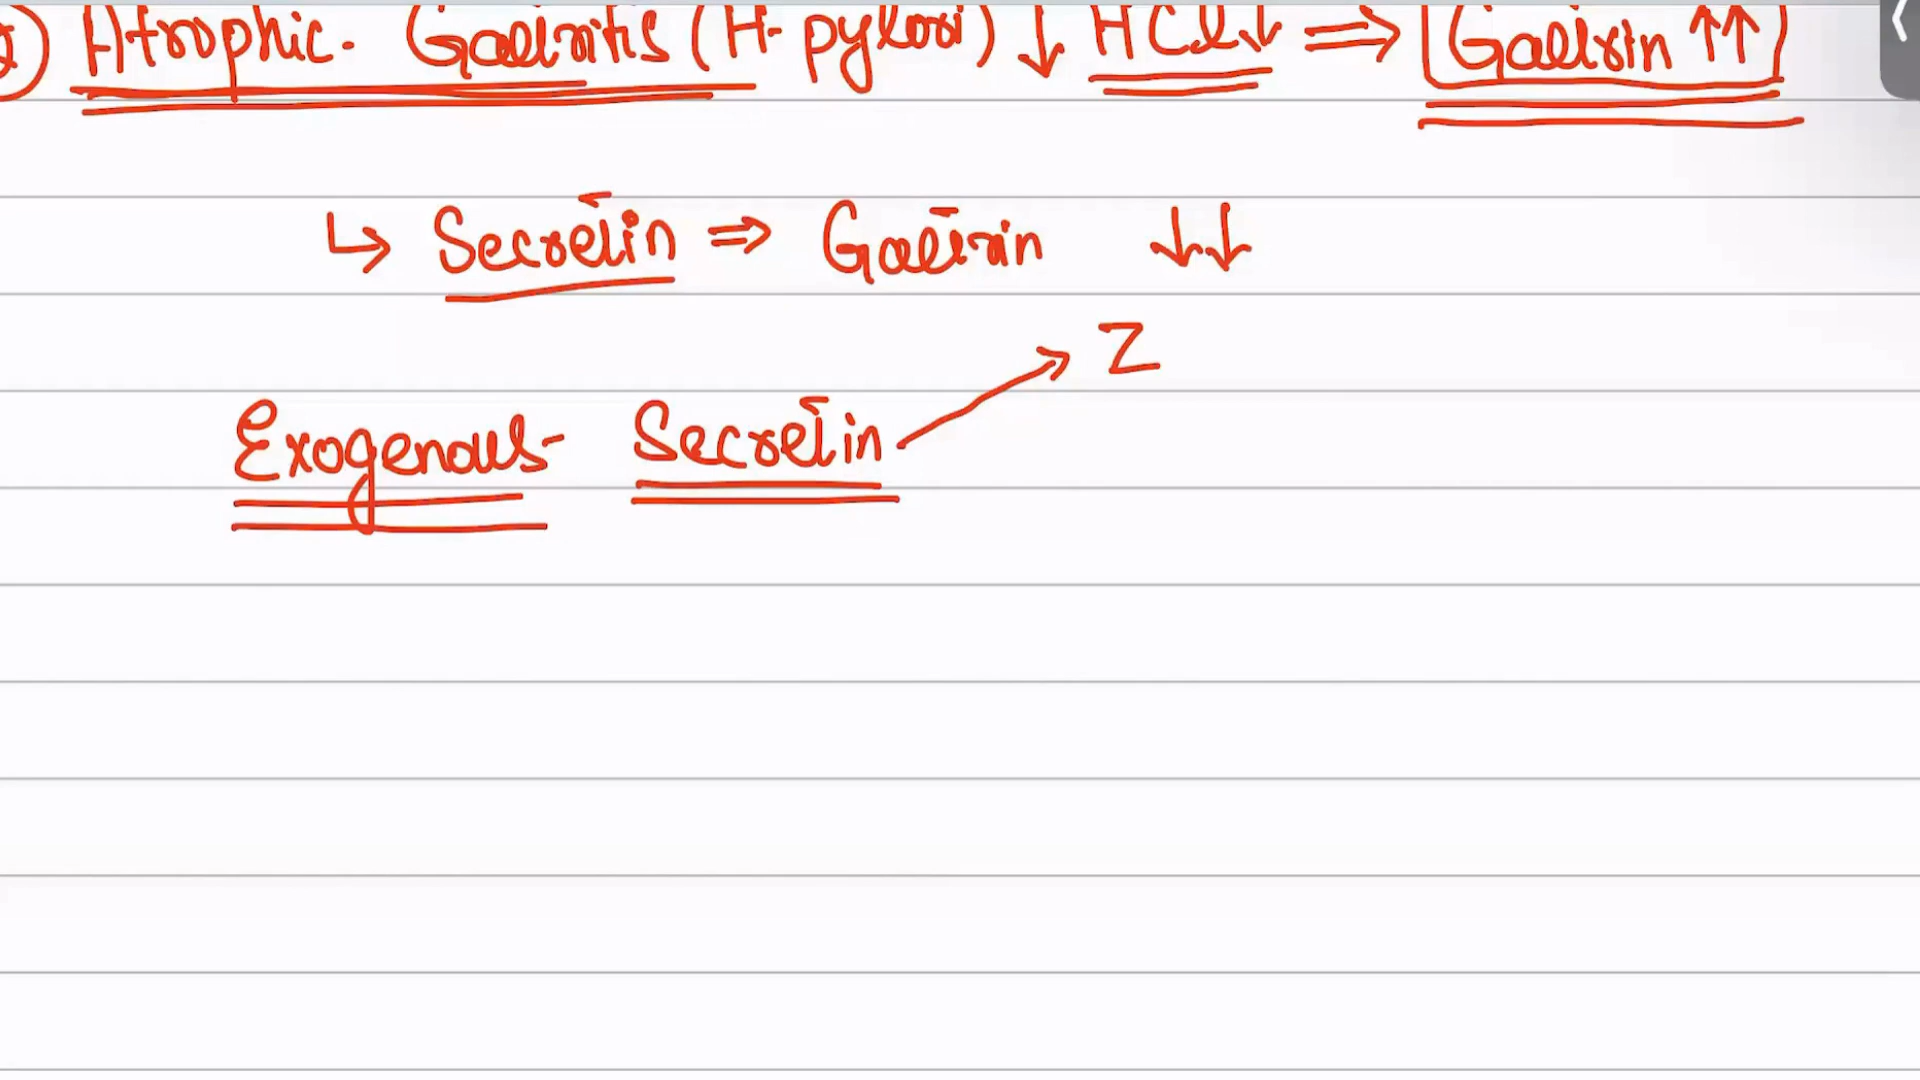 2) Atrophic- Gastritis (H-pylori) ↓ HCl↓ ⇒ Gastrin ↑↑
↳ Secretin ⇒ Gastrin ↓↓
Z
Exogenous- Secretin →